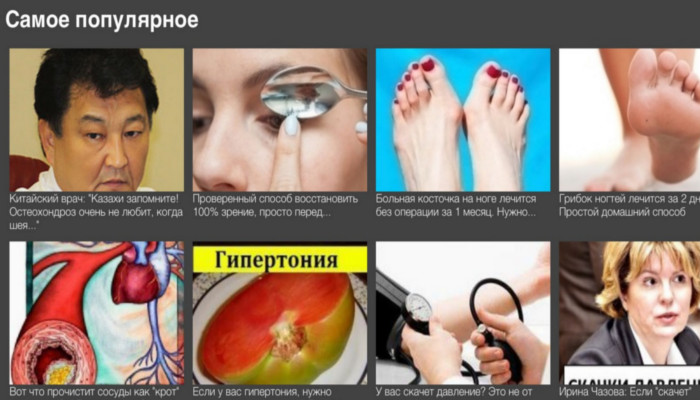 Самое популярное
Китайский врач: "Казахи запомните!
Остеохондроз очень не любит, когда
шея..."
Проверенный способ восстановить
100% зрение, просто перед...
Больная косточка на ноге лечится
без операции за 1 месяц. Нужно...
Грибок ногтей лечится за 2 дн
Простой домашний способ
Гипертония
Вот что прочистит сосуды как "крот"
Если у вас гипертония, нужно
У вас скачет давление? Это не от
СКАЧКИ ДАВЛЕНИ
Ирина Чазова: Если "скачет"